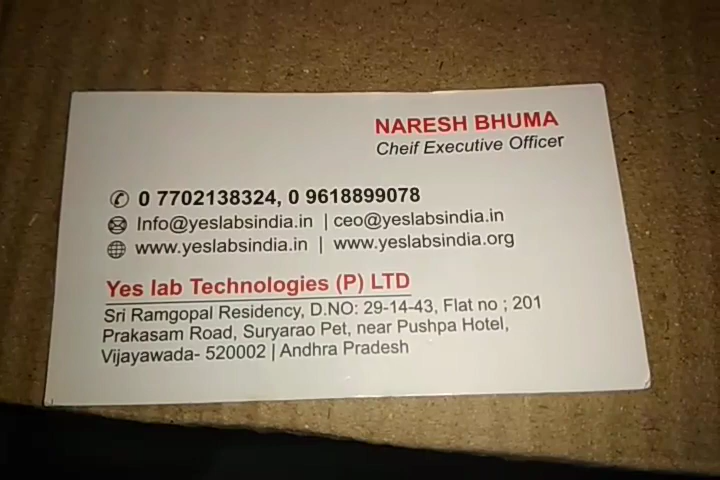 NARESH BHUMA
Cheif Executive Officer
0 7702138324, 0 9618899078
Info@yeslabsindia.in | ceo@yeslabsindia.in
www.yeslabsindia.in | www.yeslabsindia.org
Yes lab Technologies (P) LTD
Sri Ramgopal Residency, D.NO: 29-14-43, Flat no ; 201
Prakasam Road, Suryarao Pet, near Pushpa Hotel,
Vijayawada- 520002 | Andhra Pradesh